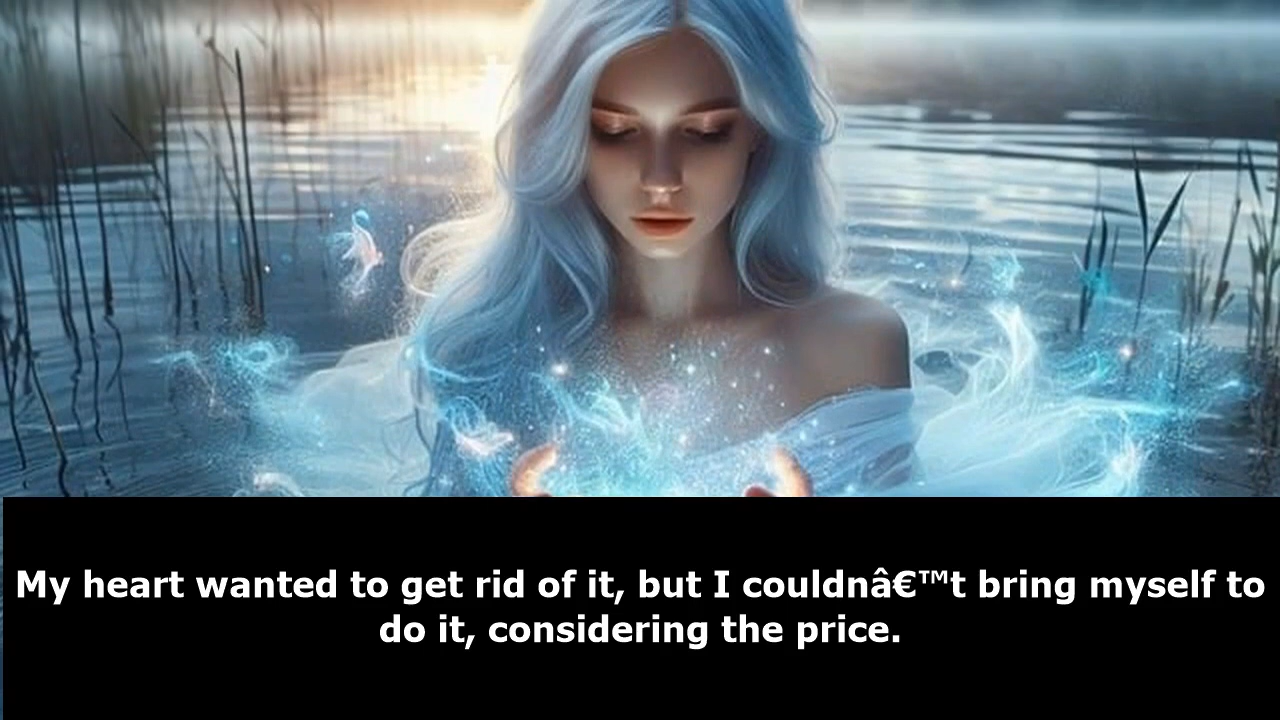 My heart wanted to get rid of it, but I couldnâ€™t bring myself to
do it, considering the price.